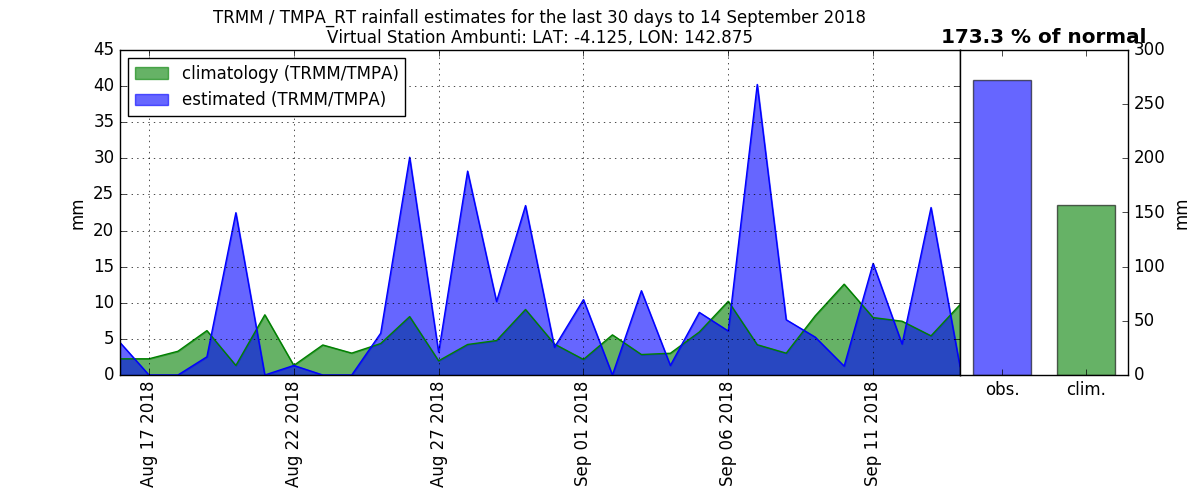 TRMM / TMPA_RT rainfall estimates for the last 30 days to 14 September 2018
Virtual Station Ambunti: LAT: -4.125, LON: 142.875
173.3 % of normal
climatology (TRMM/TMPA)
estimated (TRMM/TMPA)
45
40
35
30
25
20
15
10
5
0
mm
Aug 17 2018
Aug 22 2018
Aug 27 2018
Sep 01 2018
Sep 06 2018
Sep 11 2018
300
250
200
150
100
50
0
mm
obs.
clim.